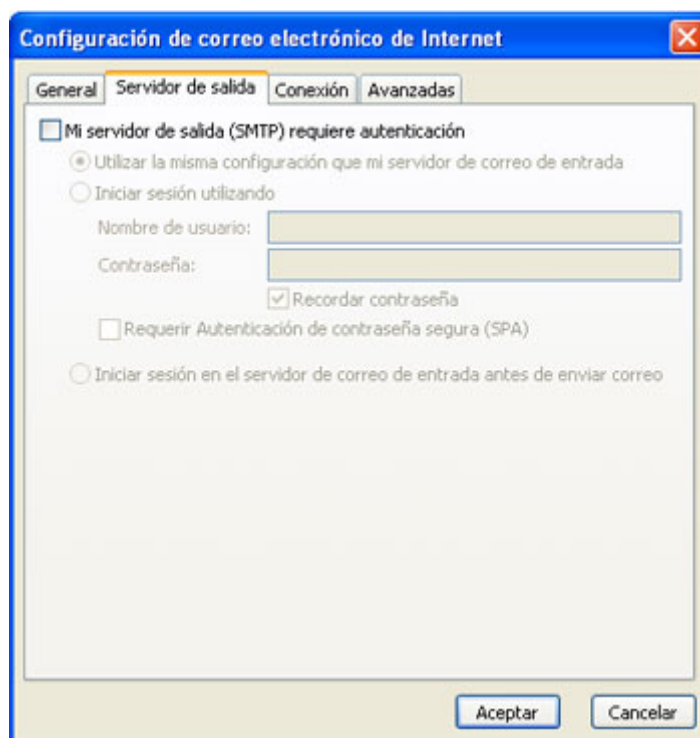 Configuración de correo electrónico de Internet
General Servidor de salida Conexión Avanzadas
Mi servidor de salida (SMTP) requiere autenticación
Utilizar la misma configuración que mi servidor de correo de entrada
Iniciar sesión utilizando
Nombre de usuario:
Contraseña:
Recordar contraseña
Requerir Autenticación de contraseña segura (SPA)
Iniciar sesión en el servidor de correo de entrada antes de enviar correo
Aceptar Cancelar